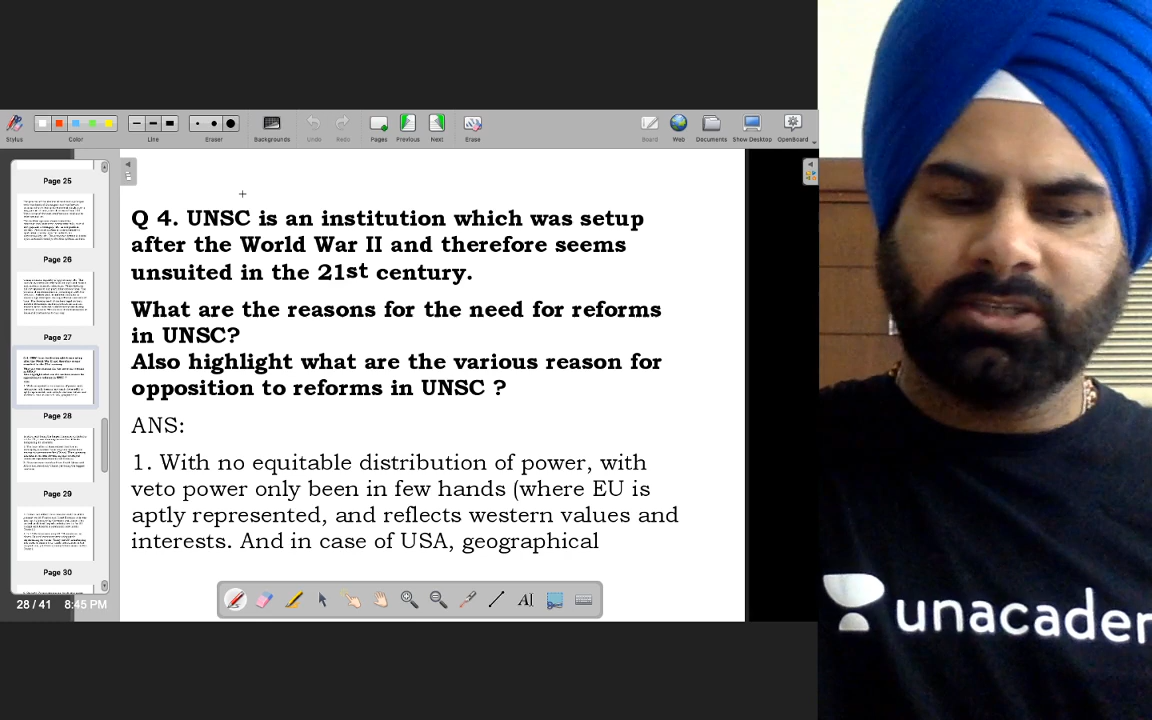 Stylus
Color
Line
Eraser
Backgrounds
Undo
Redo
Pages
Previous
Next
Erase
Board
Web
Documents
Show Desktop
OpenBoard
Page 25
Page 26
Page 27
Page 28
Page 29
Page 30
28 / 41 8:45 PM
Q 4. UNSC is an institution which was setup
after the World War II and therefore seems
unsuited in the 21st century.
What are the reasons for the need for reforms
in UNSC?
Also highlight what are the various reason for
opposition to reforms in UNSC ?
ANS:
1. With no equitable distribution of power, with
veto power only been in few hands (where EU is
aptly represented, and reflects western values and
interests. And in case of USA, geographical
AI
unacader